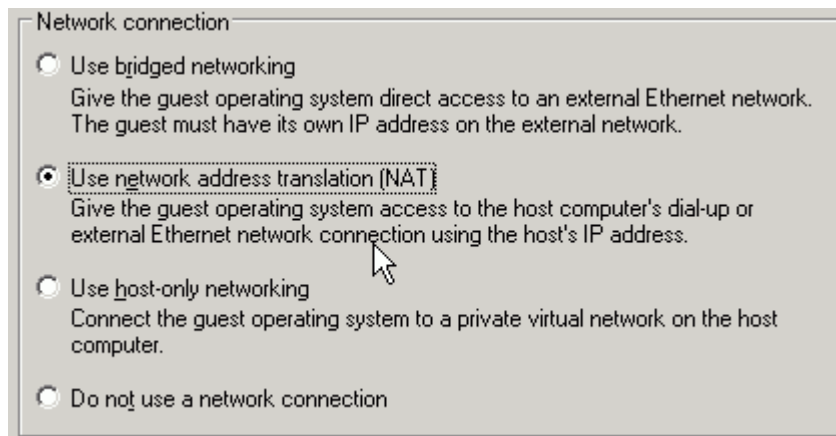 Network connection
Use bridged networking
Give the guest operating system direct access to an external Ethernet network.
The guest must have its own IP address on the external network.
Use network address translation (NAT)
Give the guest operating system access to the host computer's dial-up or
external Ethernet network connection using the host's IP address.
Use host-only networking
Connect the guest operating system to a private virtual network on the host
computer.
Do not use a network connection